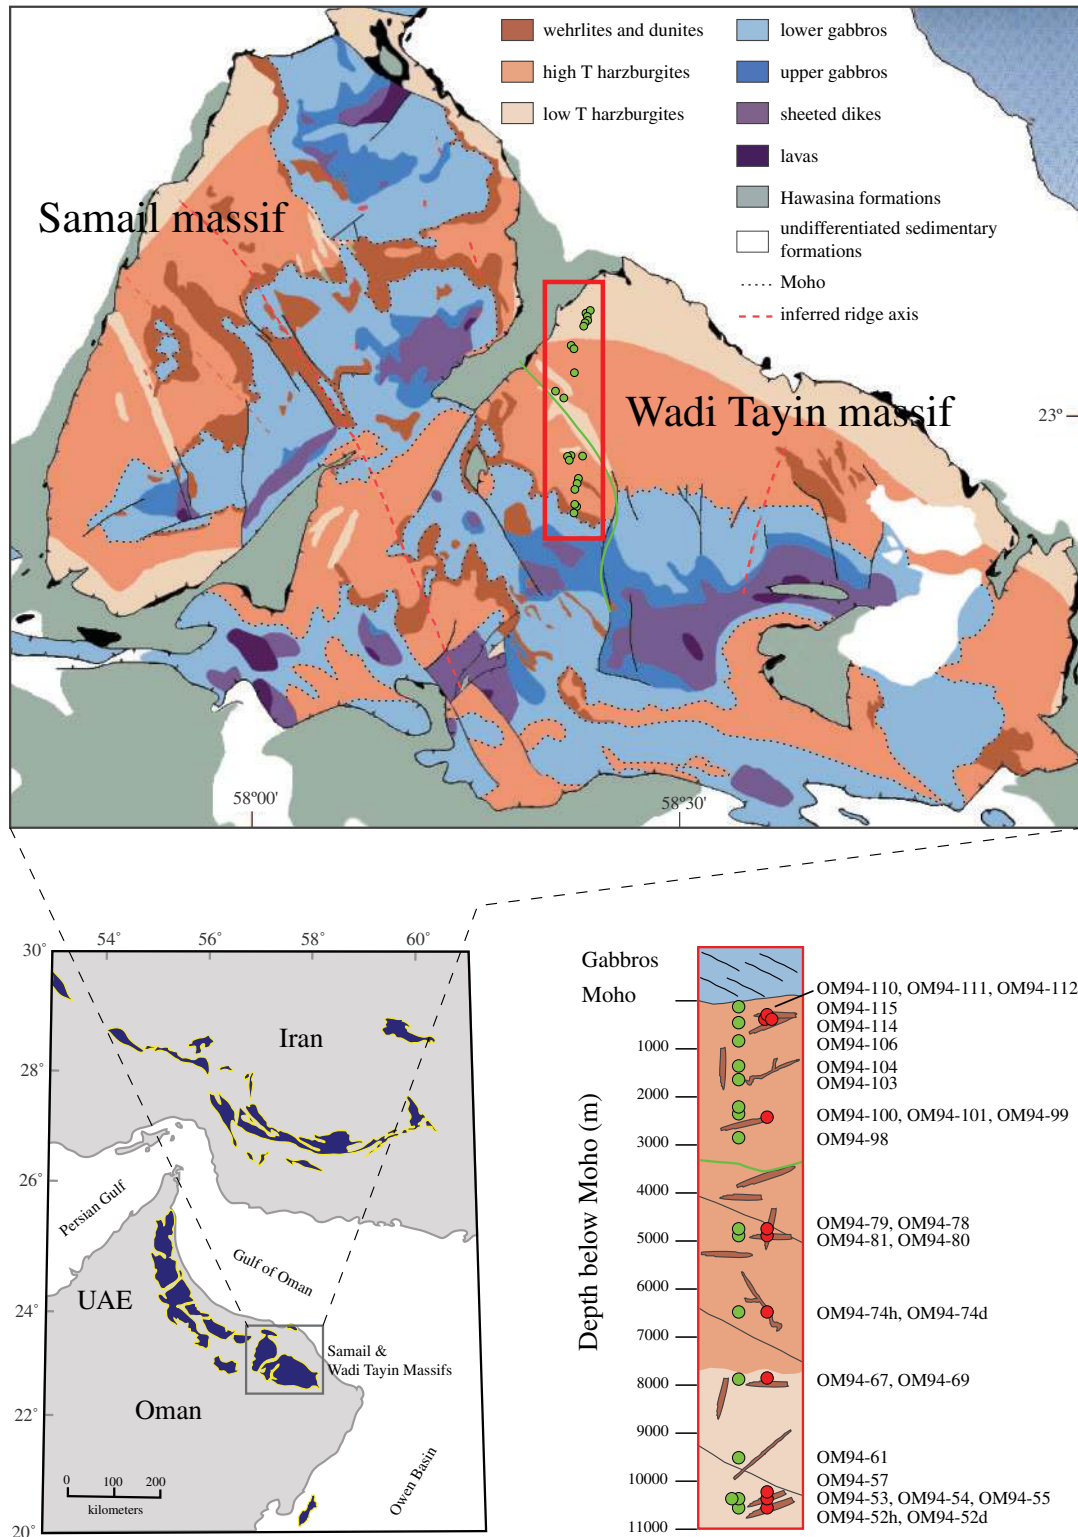 wehrlites and dunites
high T harzburgites
low T harzburgites
lower gabbros
upper gabbros
sheeted dikes
lavas
Hawasina formations
undifferentiated sedimentary
formations
Moho
inferred ridge axis
Samail massif
Wadi Tayin massif
23°
58°00'
58°30'
30°
54°
56°
58°
60°
28°
26°
24°
22°
20°
Iran
Persian Gulf
Gulf of Oman
UAE
Samail &
Wadi Tayin Massifs
Oman
Owen Basin
0 100 200
kilometers
Gabbros
Moho
Depth below Moho (m)
1000
2000
3000
4000
5000
6000
7000
8000
9000
10000
11000
OM94-110, OM94-111, OM94-112
OM94-115
OM94-114
OM94-106
OM94-104
OM94-103
OM94-100, OM94-101, OM94-99
OM94-98
OM94-79, OM94-78
OM94-81, OM94-80
OM94-74h, OM94-74d
OM94-67, OM94-69
OM94-61
OM94-57
OM94-53, OM94-54, OM94-55
OM94-52h, OM94-52d